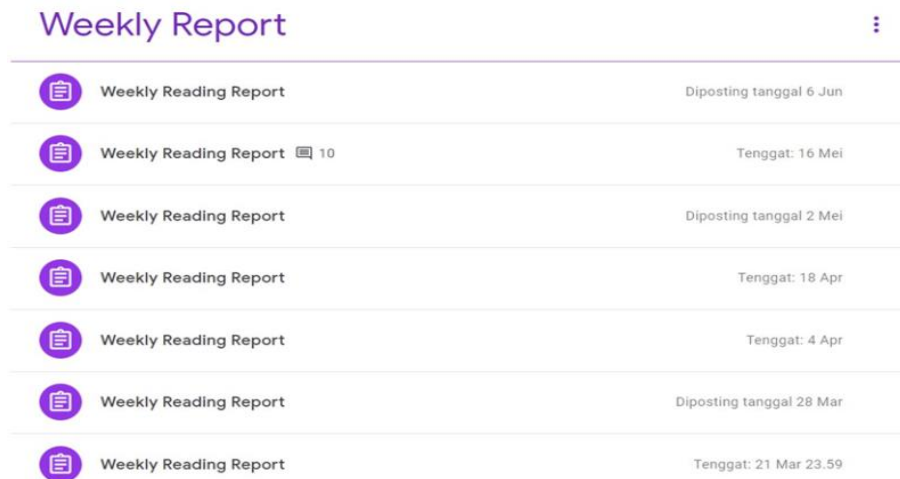 Weekly Report
Weekly Reading Report Diposting tanggal 6 Jun
Weekly Reading Report 10 Tenggat: 16 Mei
Weekly Reading Report Diposting tanggal 2 Mei
Weekly Reading Report Tenggat: 18 Apr
Weekly Reading Report Tenggat: 4 Apr
Weekly Reading Report Diposting tanggal 28 Mar
Weekly Reading Report Tenggat: 21 Mar 23.59